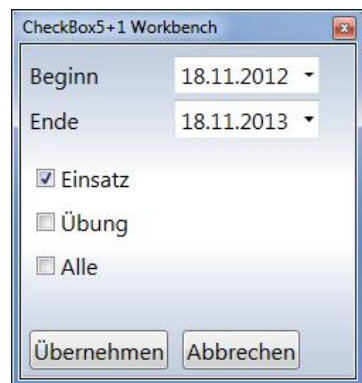 CheckBox5+1 Workbench
Beginn 18.11.2012
Ende 18.11.2013
Einsatz
Übung
Alle
Übernehmen Abbrechen